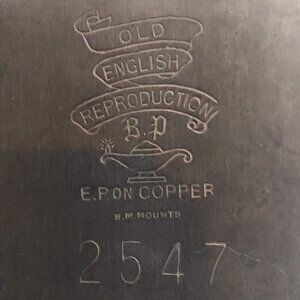 OLD
ENGLISH
REPRODUCTION
B.P
E.P.ON COPPER
B.M.MOUNTS
2547